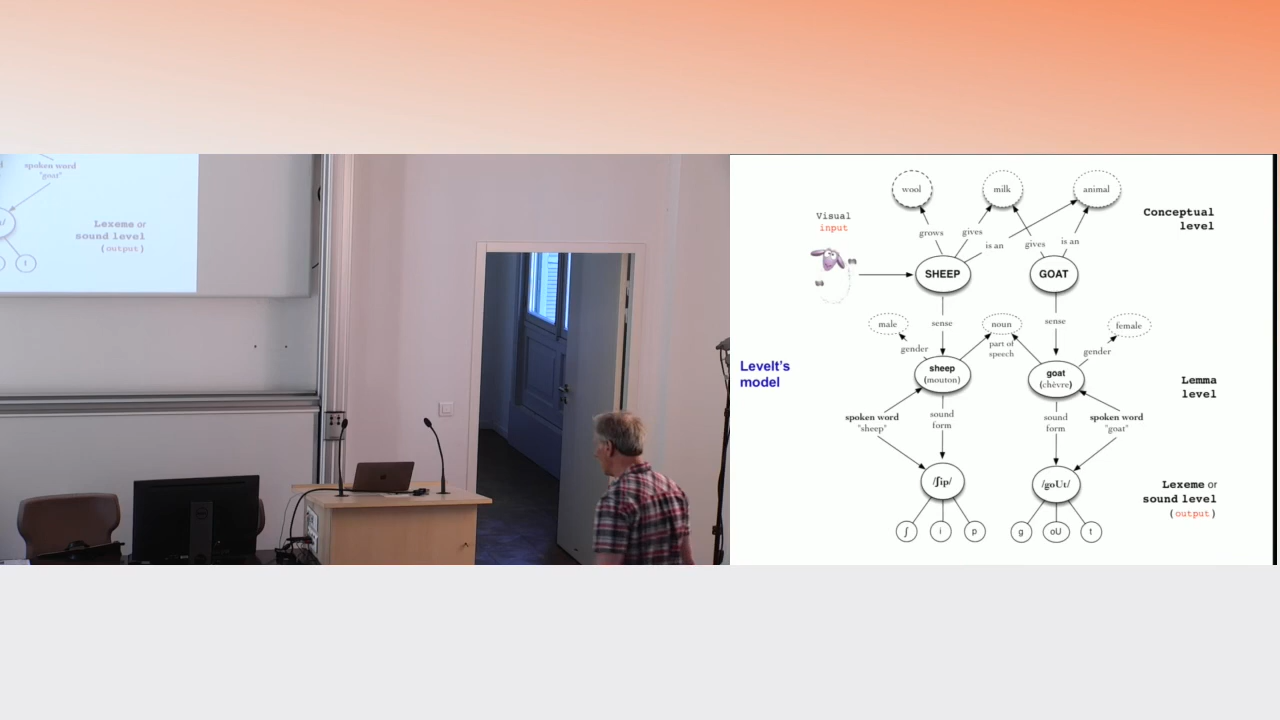 spoken word
"goat"
Lexeme or
sound level
(output)
t
wool
milk
animal
Visual
input
Conceptual
level
grows
gives
is an
gives
is an
SHEEP
GOAT
male
sense
noun
sense
female
gender
part of
speech
gender
Levelt's
model
sheep
(mouton)
goat
(chèvre)
Lemma
level
spoken word
"sheep"
sound
form
sound
form
spoken word
"goat"
/ʃip/
/goUt/
Lexeme or
sound level
(output)
ʃ
i
p
g
oU
t